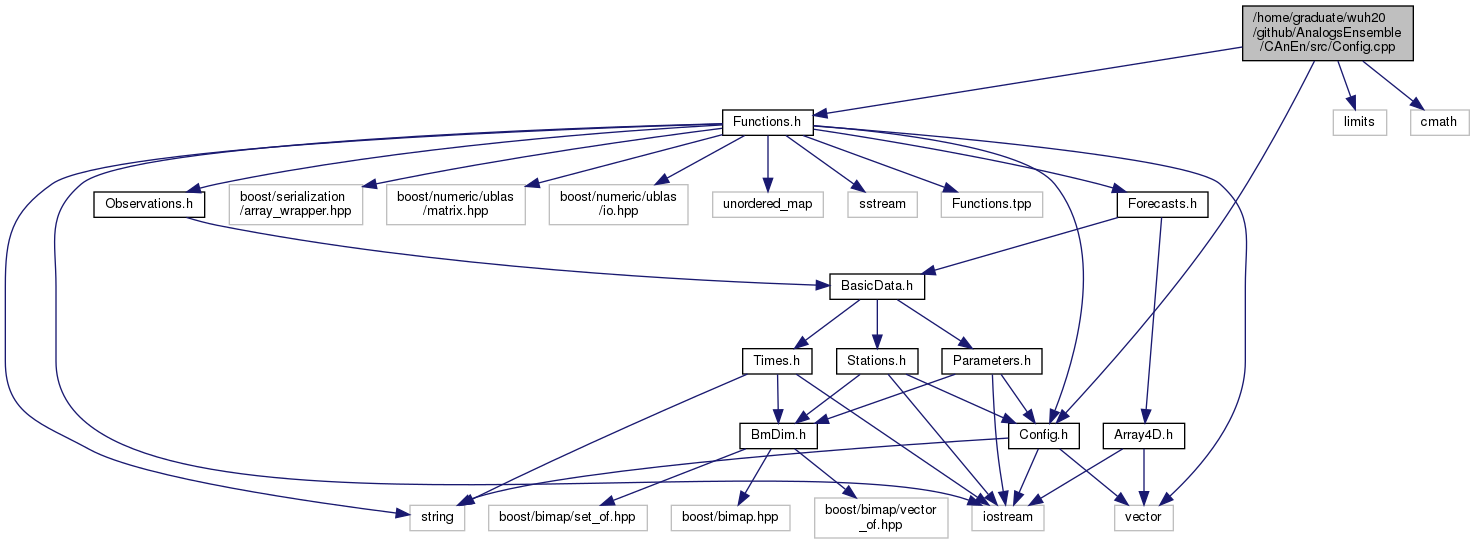 /home/graduate/wuh20
/github/AnalogsEnsemble
/CAnEn/src/Config.cpp
Functions.h
limits
cmath
Observations.h
boost/serialization
/array_wrapper.hpp
boost/numeric/ublas
/matrix.hpp
boost/numeric/ublas
/io.hpp
unordered_map
sstream
Functions.tpp
Forecasts.h
BasicData.h
Times.h
Stations.h
Parameters.h
BmDim.h
Config.h
Array4D.h
string
boost/bimap/set_of.hpp
boost/bimap.hpp
boost/bimap/vector
_of.hpp
iostream
vector